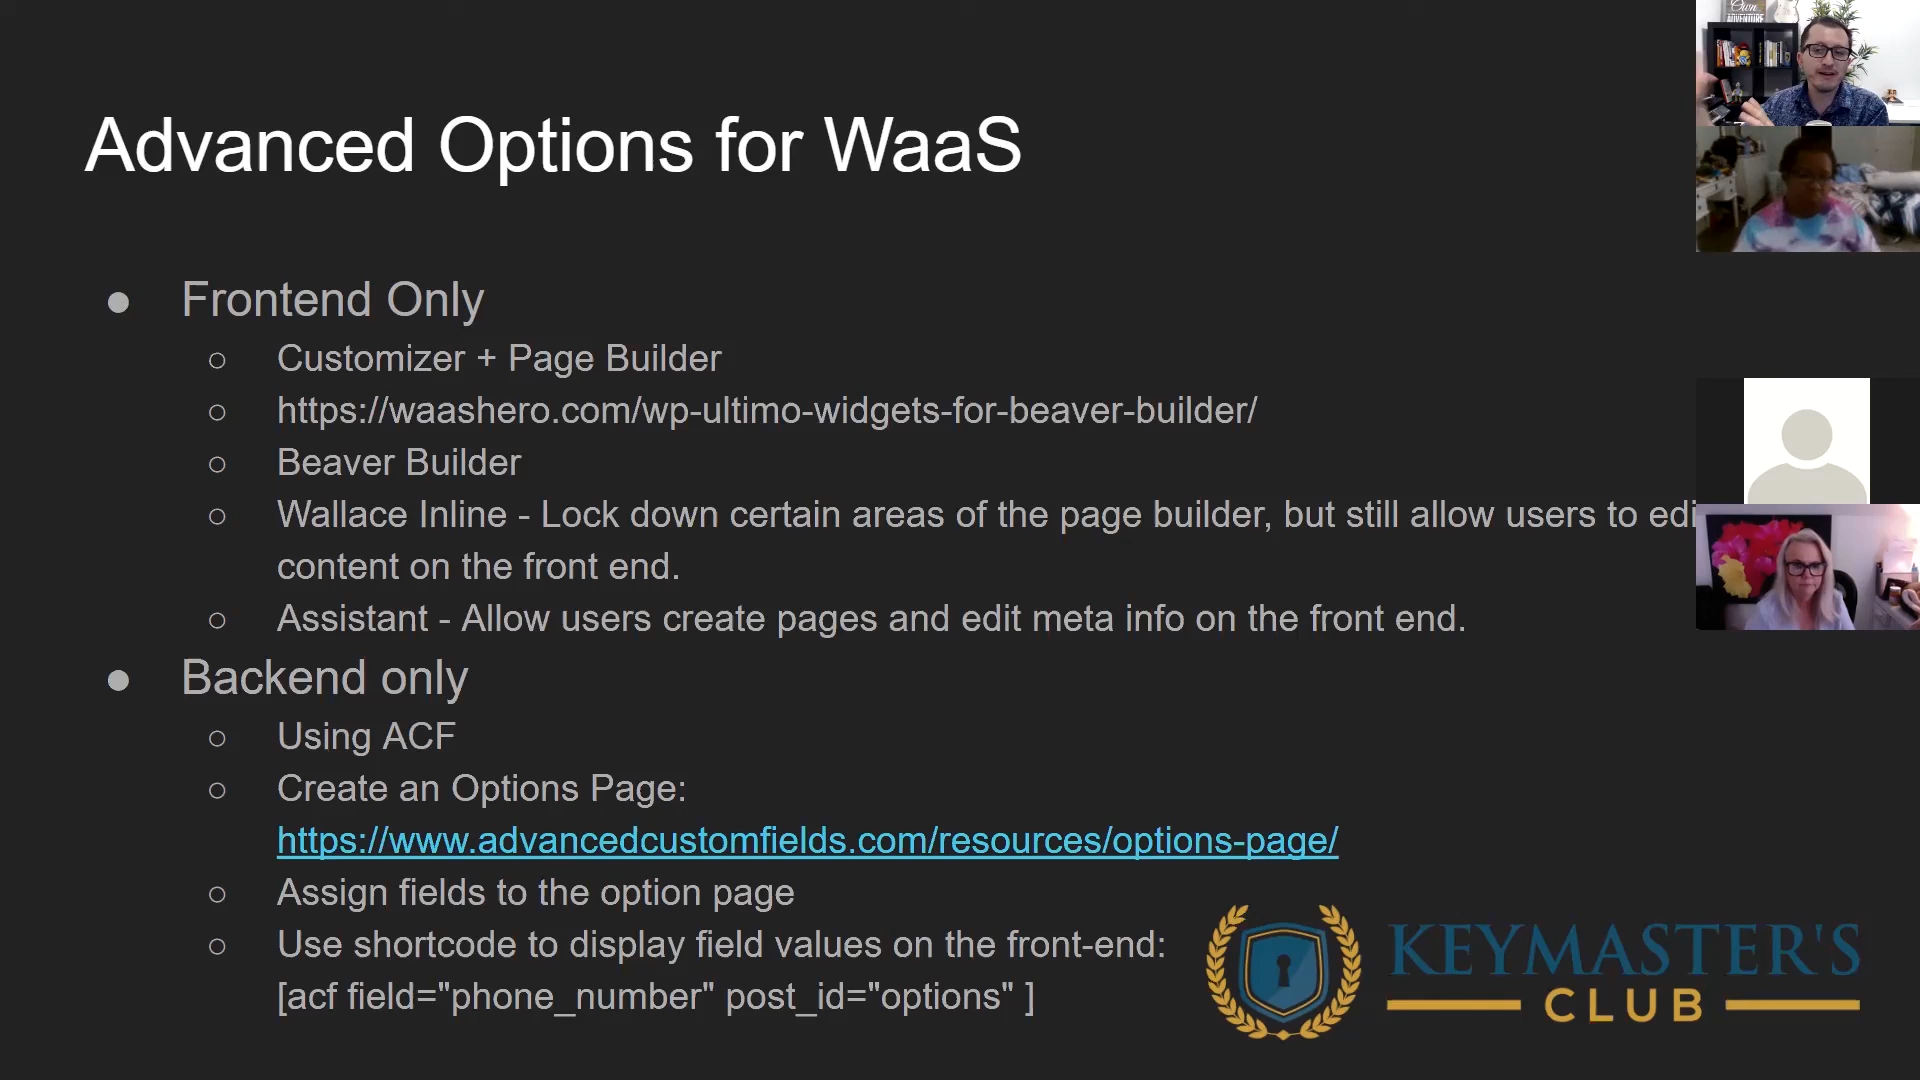 Own
ADVENTURE
Advanced Options for WaaS
● Frontend Only
○ Customizer + Page Builder
○ https://waashero.com/wp-ultimo-widgets-for-beaver-builder/
○ Beaver Builder
○ Wallace Inline - Lock down certain areas of the page builder, but still allow users to edi
content on the front end.
○ Assistant - Allow users create pages and edit meta info on the front end.
● Backend only
○ Using ACF
○ Create an Options Page:
https://www.advancedcustomfields.com/resources/options-page/
○ Assign fields to the option page
○ Use shortcode to display field values on the front-end:
[acf field="phone_number" post_id="options" ]
KEYMASTER'S
CLUB